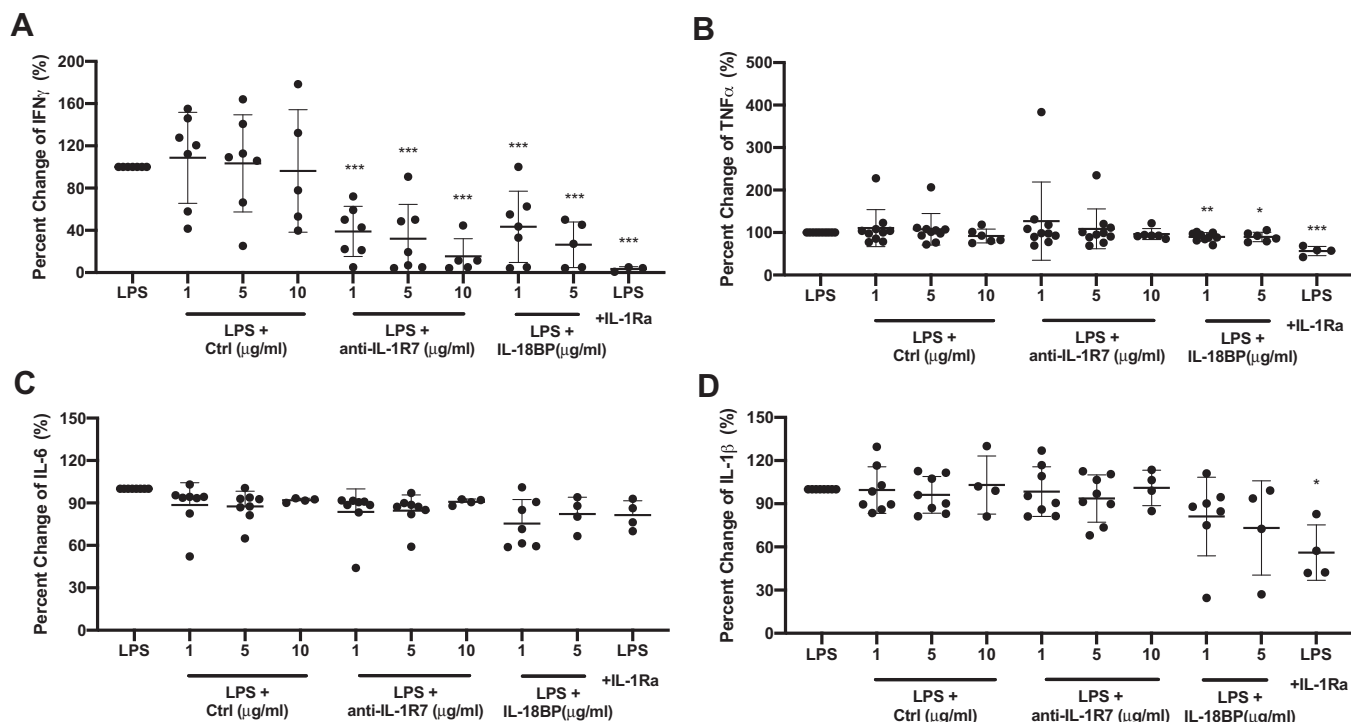 A
Percent Change of IFNγ (%)
200
160
120
80
40
0
*** *** *** *** *** ***
LPS 1 5 10 1 5 10 1 5 LPS
+IL-1Ra
LPS + LPS + LPS +
Ctrl (μg/ml) anti-IL-1R7 (μg/ml) IL-18BP(μg/ml)
B
Percent Change of TNFα (%)
500
400
300
200
100
0
** * ***
LPS 1 5 10 1 5 10 1 5 LPS
+IL-1Ra
LPS + LPS + LPS +
Ctrl (μg/ml) anti-IL-1R7 (μg/ml) IL-18BP(μg/ml)
C
Percent Change of IL-6 (%)
150
120
90
60
30
0
LPS 1 5 10 1 5 10 1 5 LPS
+IL-1Ra
LPS + LPS + LPS +
Ctrl (μg/ml) anti-IL-1R7 (μg/ml) IL-18BP(μg/ml)
D
Percent Change of IL-1β (%)
150
120
90
60
30
0
*
LPS 1 5 10 1 5 10 1 5 LPS
+IL-1Ra
LPS + LPS + LPS +
Ctrl (μg/ml) anti-IL-1R7 (μg/ml) IL-18BP(μg/ml)